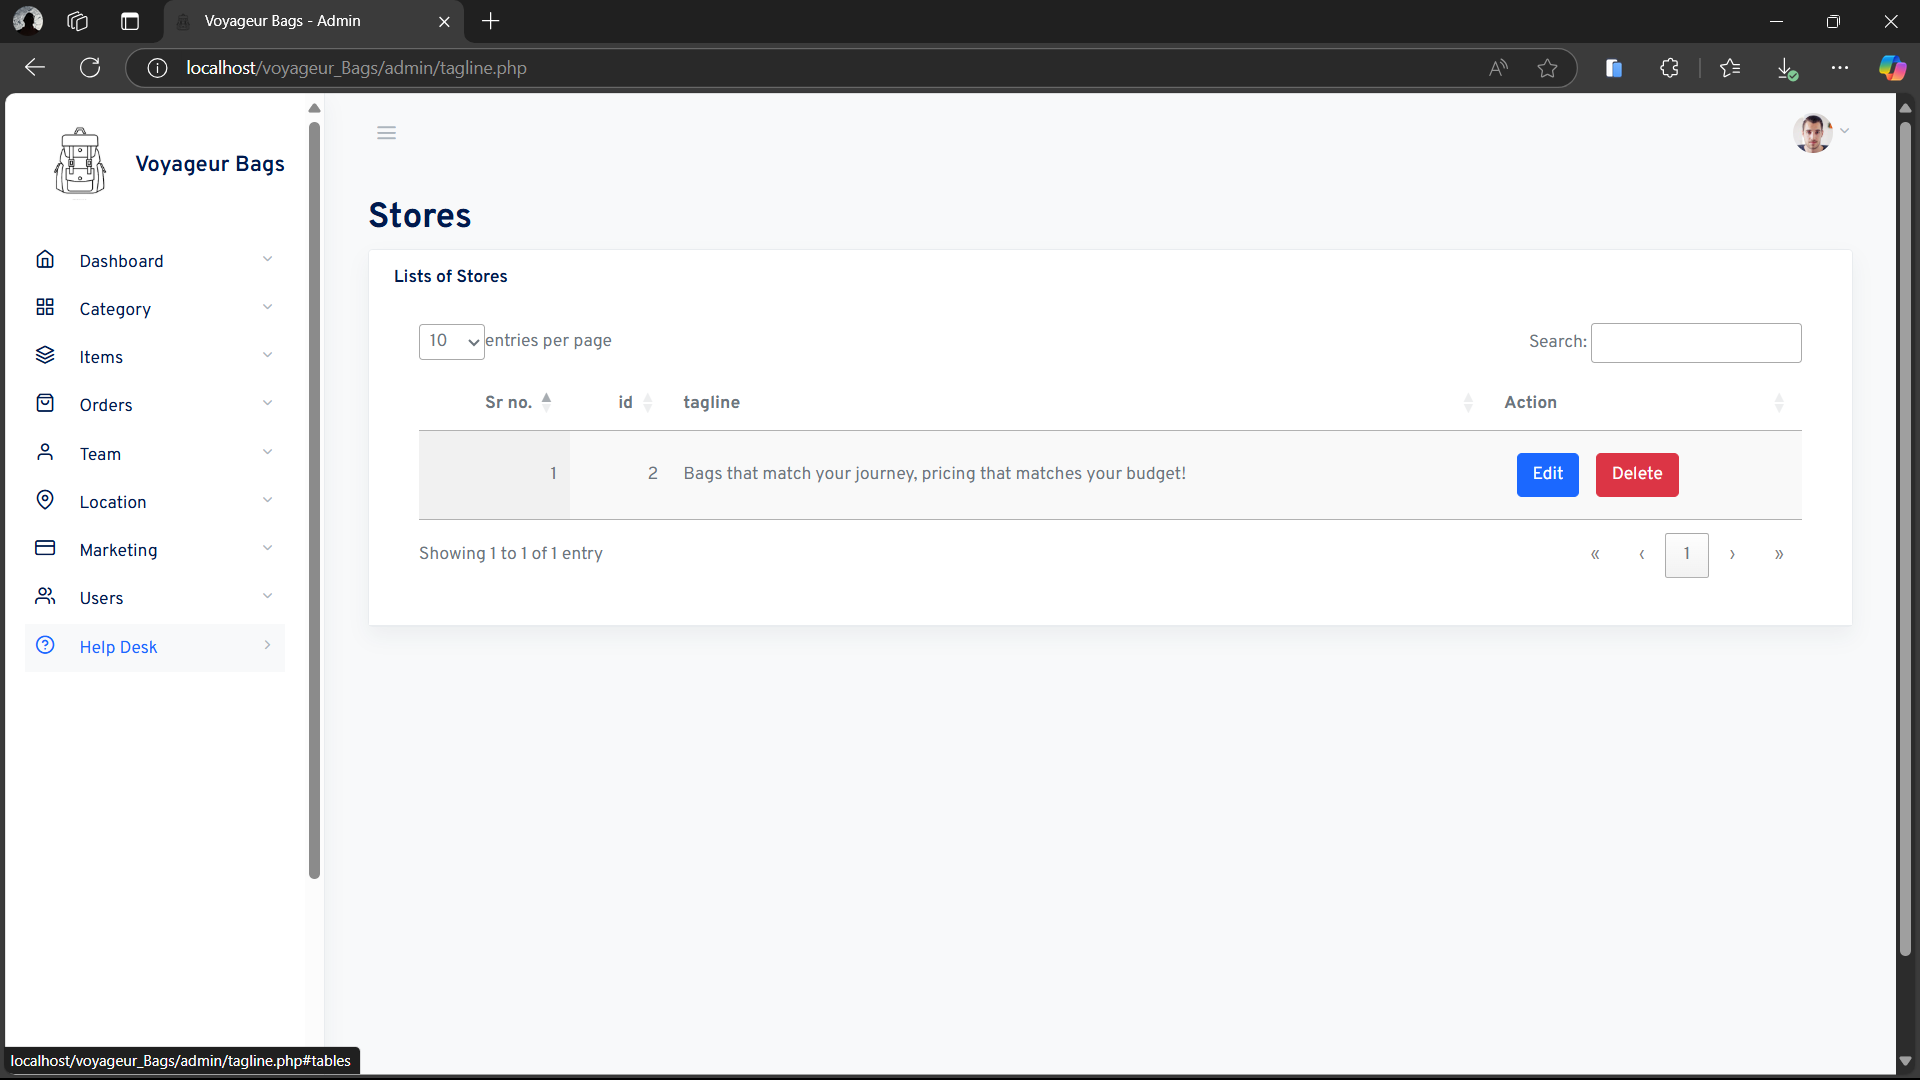 Voyageur Bags - Admin
localhost/voyageur_Bags/admin/tagline.php
Voyageur Bags
Dashboard
Category
Items
Orders
Team
Location
Marketing
Users
Help Desk
Stores
Lists of Stores
10 entries per page
Search:
Sr no. id tagline Action
1 2 Bags that match your journey, pricing that matches your budget! Edit Delete
Showing 1 to 1 of 1 entry
« ‹ 1 › »
localhost/voyageur_Bags/admin/tagline.php#tables